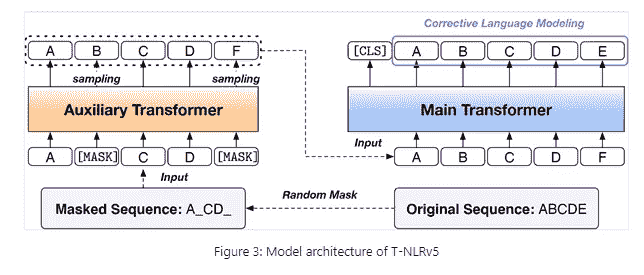 Corrective Language Modeling
A B C D F
[CLS] A B C D E
sampling sampling
Auxiliary Transformer
Main Transformer
A [MASK] C D [MASK]
Input
A B C D F
Input
Random Mask
Masked Sequence: A_CD_
Original Sequence: ABCDE
Figure 3: Model architecture of T-NLRv5